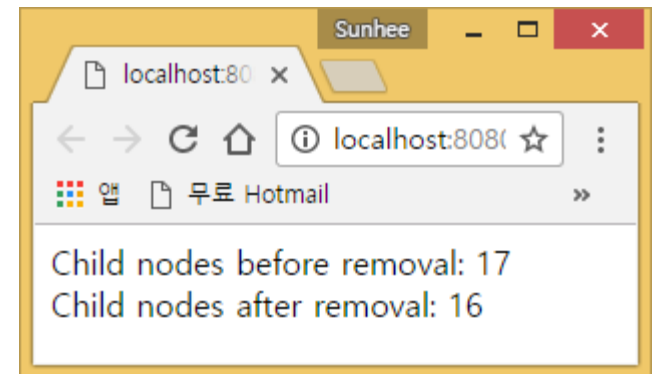 Sunhee
localhost:80
localhost:808(
앱 무료 Hotmail
Child nodes before removal: 17
Child nodes after removal: 16